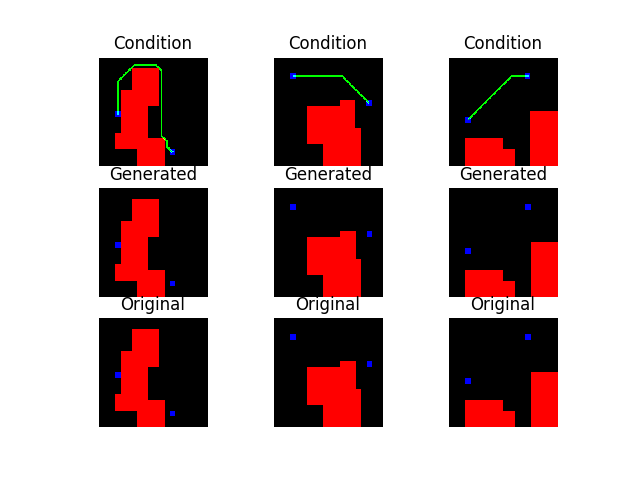 Condition Condition Condition
Generated Generated Generated
Original Original Original